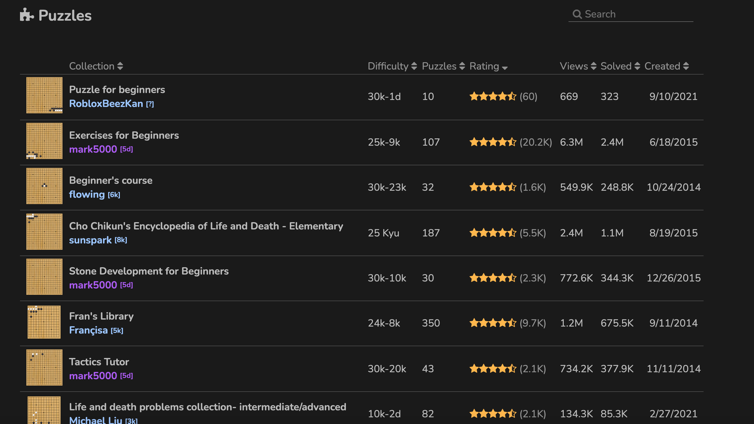 Puzzles
Search
Collection Difficulty Puzzles Rating Views Solved Created
Puzzle for beginners
RobloxBeezKan [?]
30k-1d 10 (60) 669 323 9/10/2021
Exercises for Beginners
mark5000 [5d]
25k-9k 107 (20.2K) 6.3M 2.4M 6/18/2015
Beginner's course
flowing [6k]
30k-23k 32 (1.6K) 549.9K 248.8K 10/24/2014
Cho Chikun's Encyclopedia of Life and Death - Elementary
sunspark [8k]
25 Kyu 187 (5.5K) 2.4M 1.1M 8/19/2015
Stone Development for Beginners
mark5000 [5d]
30k-10k 30 (2.3K) 772.6K 344.3K 12/26/2015
Fran's Library
Françisa [5k]
24k-8k 350 (9.7K) 1.2M 675.5K 9/11/2014
Tactics Tutor
mark5000 [5d]
30k-20k 43 (2.1K) 734.2K 377.9K 11/11/2014
Life and death problems collection- intermediate/advanced
Michael Liu [3k]
10k-2d 82 (2.1K) 134.3K 85.3K 2/27/2021